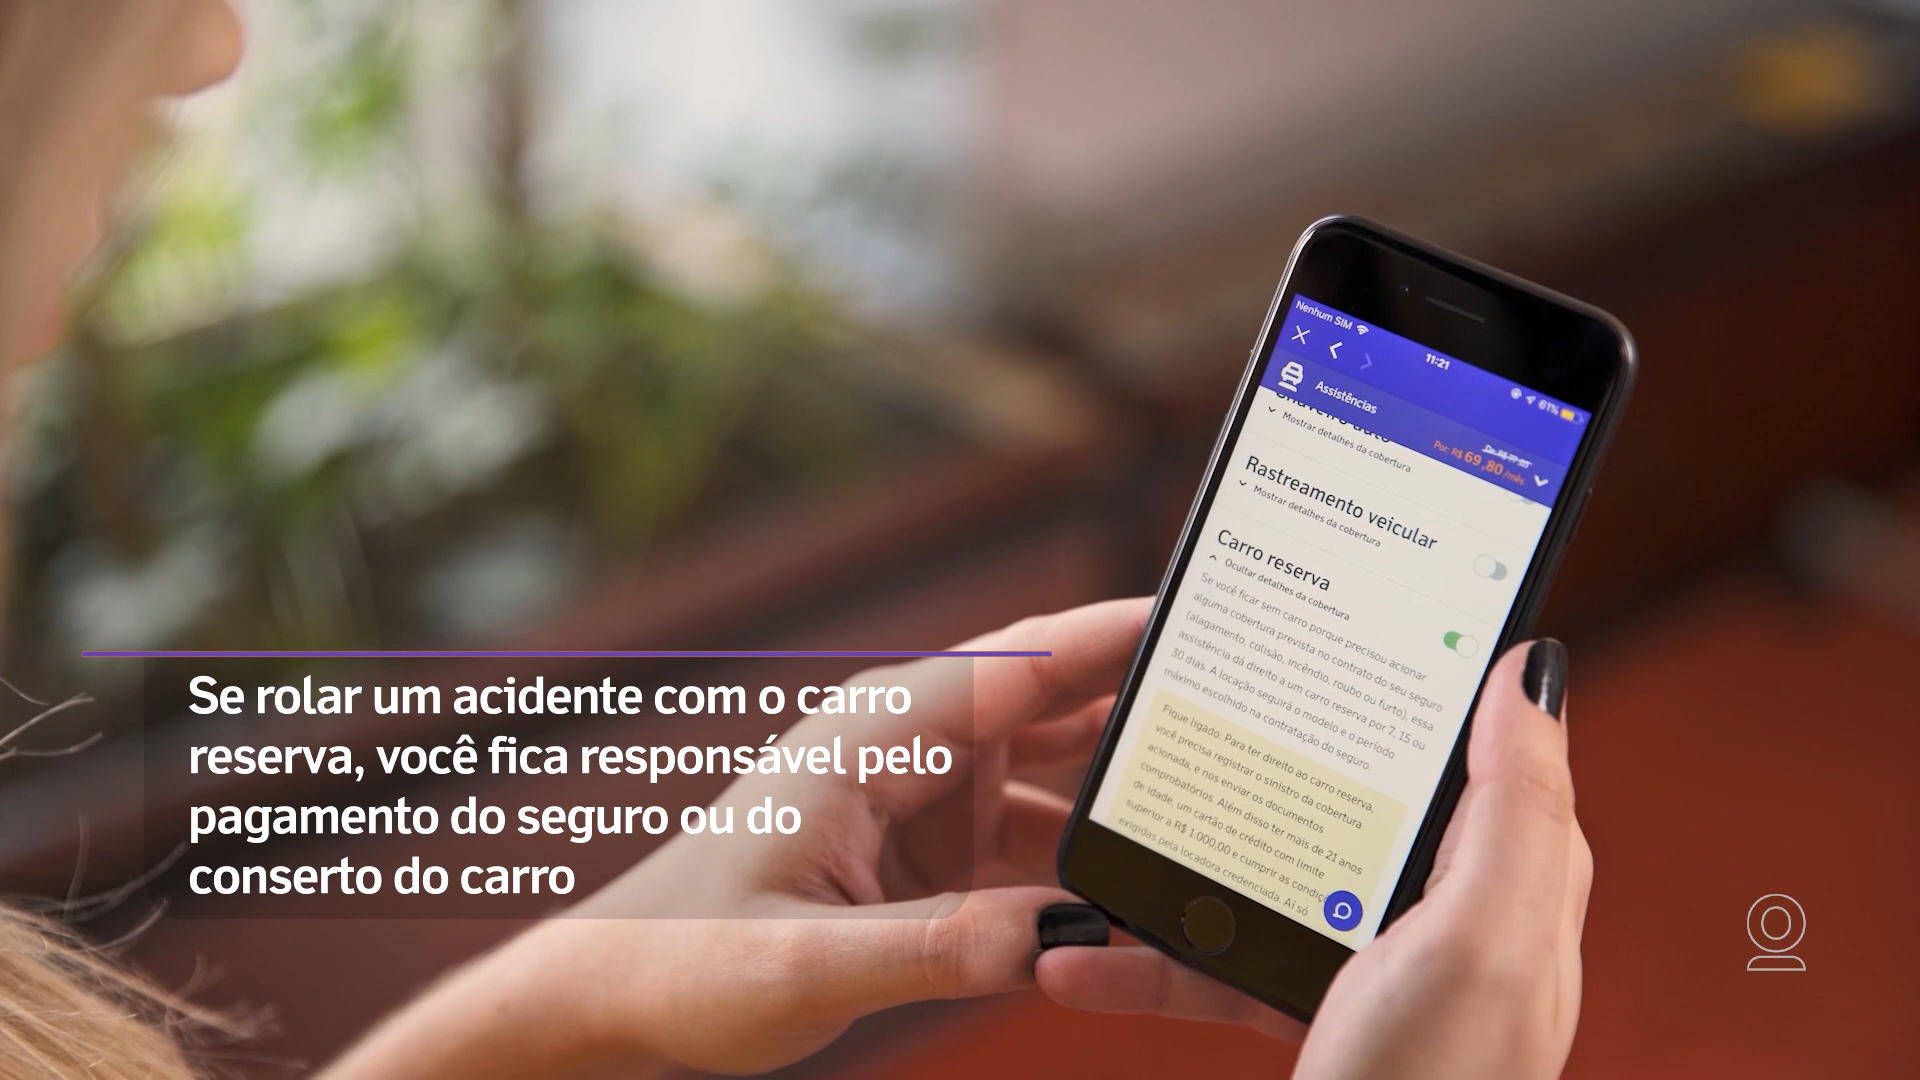 Se rolar um acidente com o carro
reserva, você fica responsável pelo
pagamento do seguro ou do
conserto do carro
Nenhum SIM
11:21
61%
Assistências
Chaveiro auto
Mostrar detalhes da cobertura
Por: R$ 69,80 /mês
Rastreamento veicular
Mostrar detalhes da cobertura
Carro reserva
Ocultar detalhes da cobertura
Se você ficar sem carro porque precisou acionar
alguma cobertura prevista no contrato do seu seguro
(alagamento, colisão, incêndio, roubo ou furto), essa
assistência dá direito a um carro reserva por 7, 15 ou
30 dias. A locação seguirá o modelo e o período
máximo escolhido na contratação do seguro.
Fique ligado: Para ter direito ao carro reserva,
você precisa registrar o sinistro da cobertura
acionada, e nos enviar os documentos
comprobatórios. Além disso ter mais de 21 anos
de idade, um cartão de crédito com limite
superior a R$ 1.000,00 e cumprir as
exigidas pela locadora credenciada. Aí só